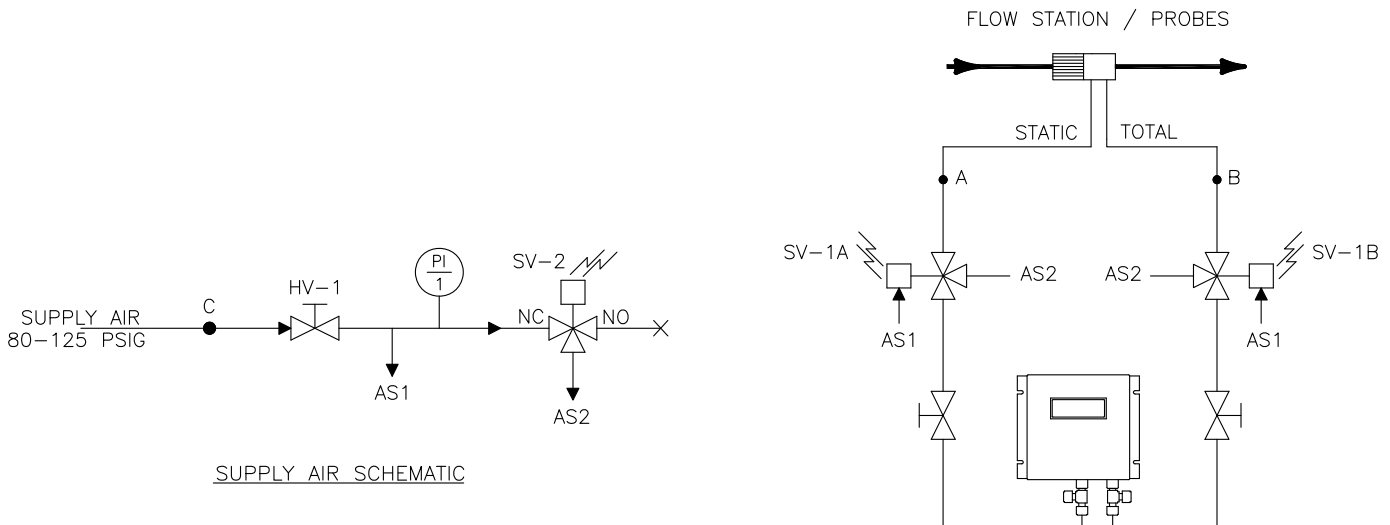 FLOW STATION / PROBES
STATIC
TOTAL
A
B
SV-1A
AS2
AS2
SV-1B
AS1
AS1
SUPPLY AIR
80-125 PSIG
C
HV-1
PI
1
SV-2
NC
NO
AS1
AS2
SUPPLY AIR SCHEMATIC